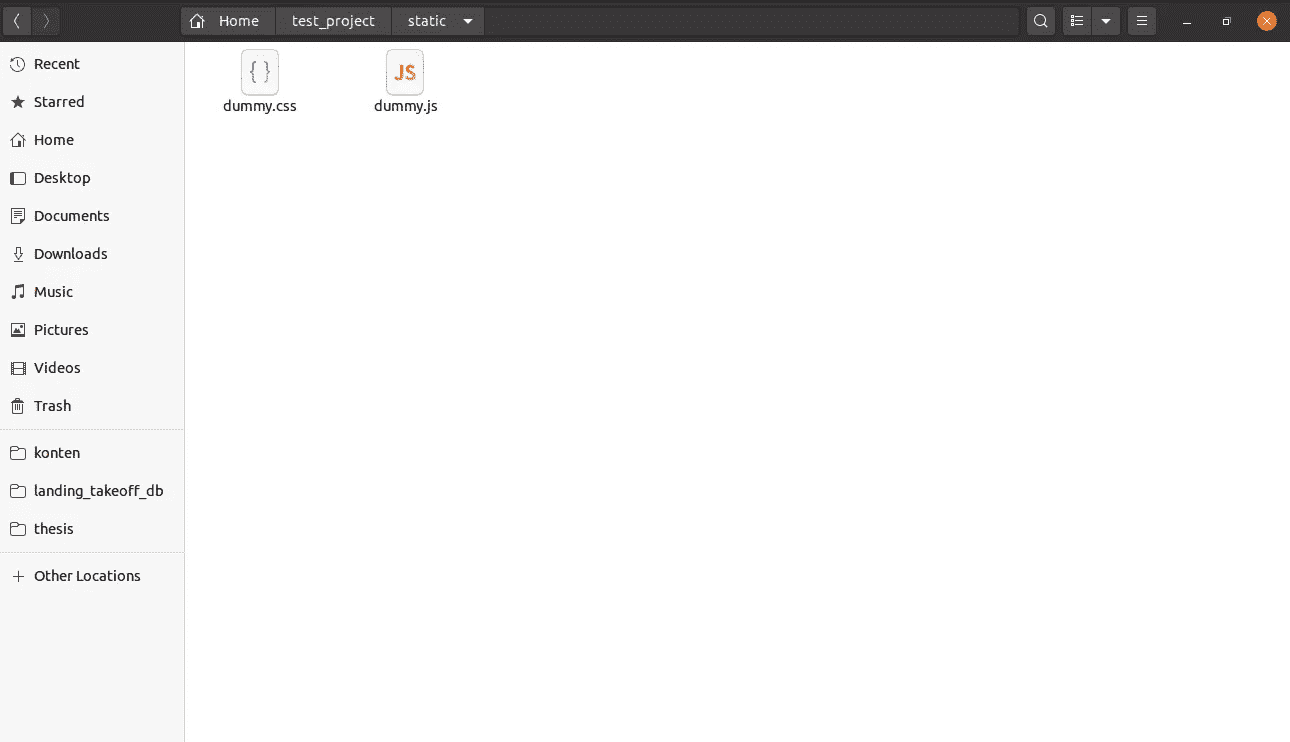 Home test_project static
Recent
Starred
Home
Desktop
Documents
Downloads
Music
Pictures
Videos
Trash
konten
landing_takeoff_db
thesis
Other Locations
{ } JS
dummy.css dummy.js